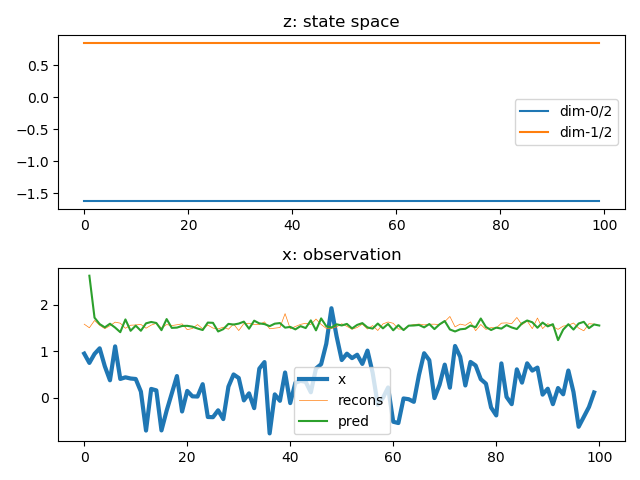 z: state space
0.5
0.0
−0.5
−1.0
−1.5
dim-0/2
dim-1/2
0 20 40 60 80 100
x: observation
2
1
0
x
recons
pred
0 20 40 60 80 100